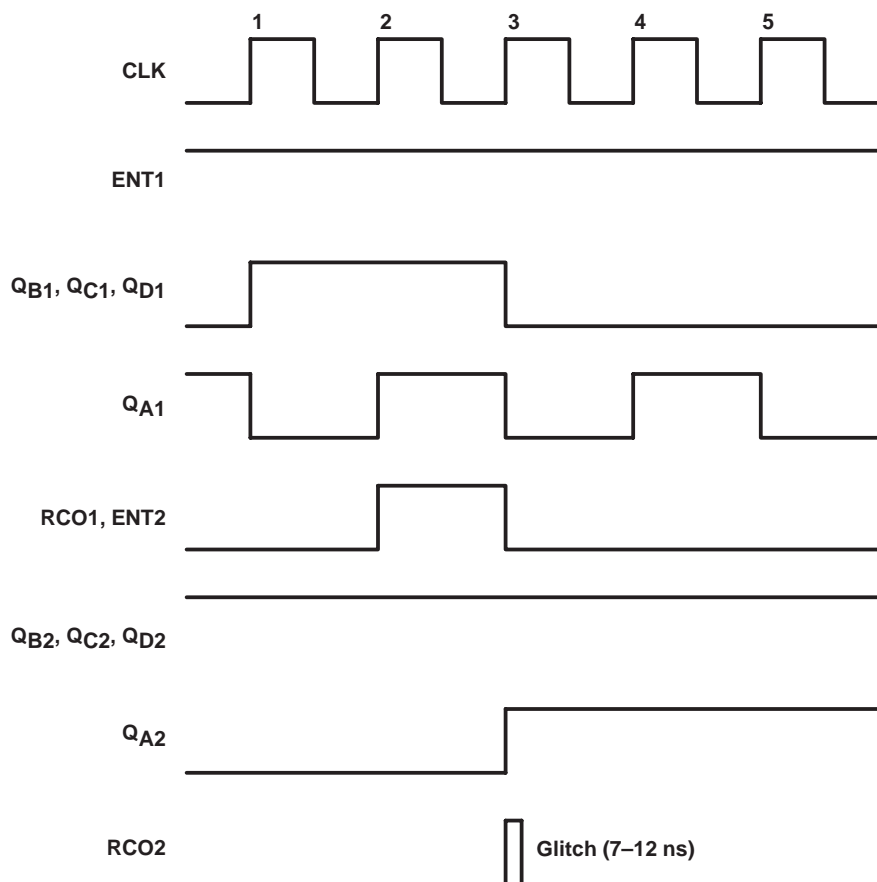 1 2 3 4 5
CLK
ENT1
QB1, QC1, QD1
QA1
RCO1, ENT2
QB2, QC2, QD2
QA2
RCO2 Glitch (7–12 ns)